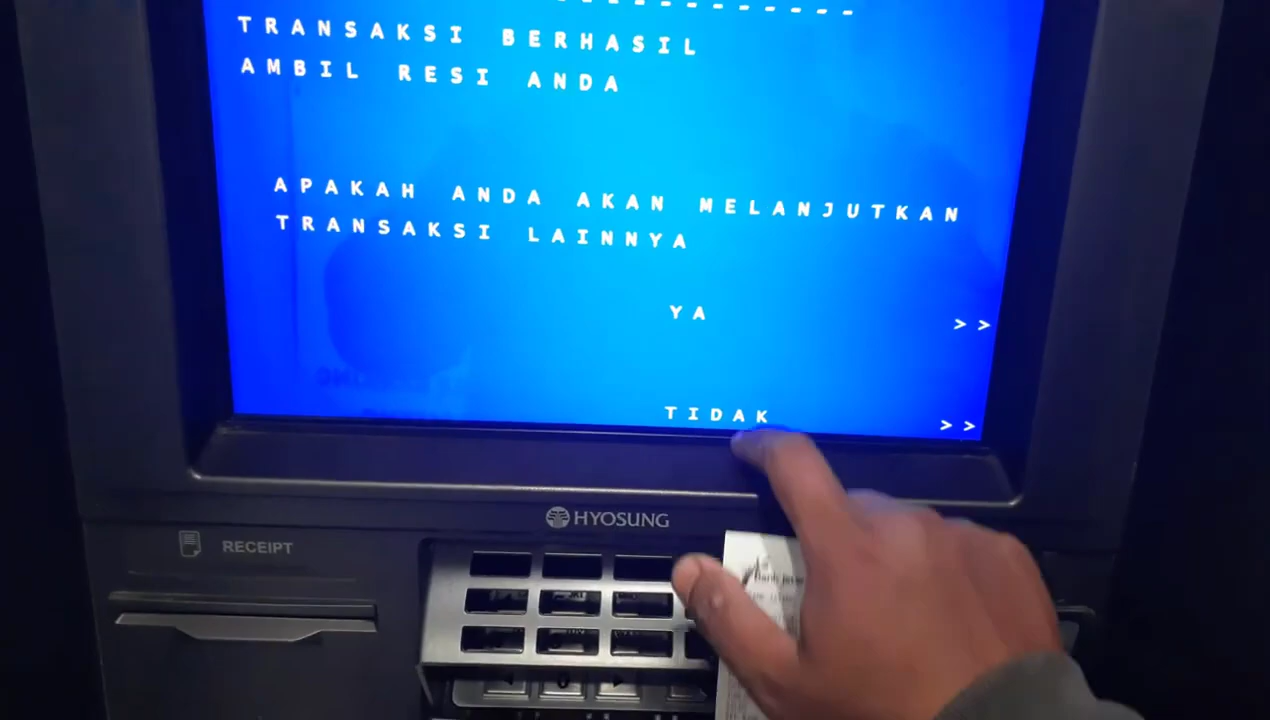 TRANSAKSI BERHASIL
AMBIL RESI ANDA
APAKAH ANDA AKAN MELANJUTKAN
TRANSAKSI LAINNYA
YA >>
TIDAK >>
HYOSUNG
RECEIPT